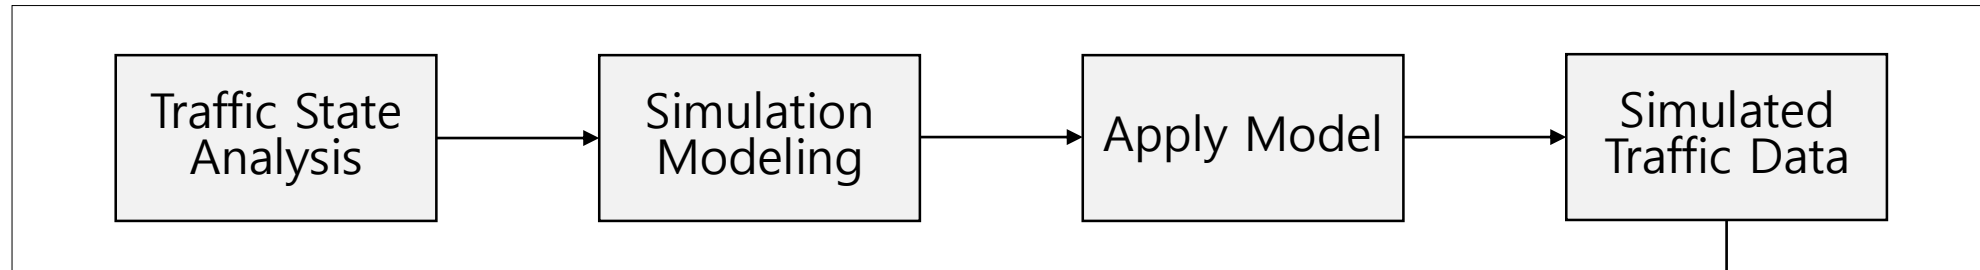 Traffic State
Analysis
Simulation
Modeling
Apply Model
Simulated
Traffic Data